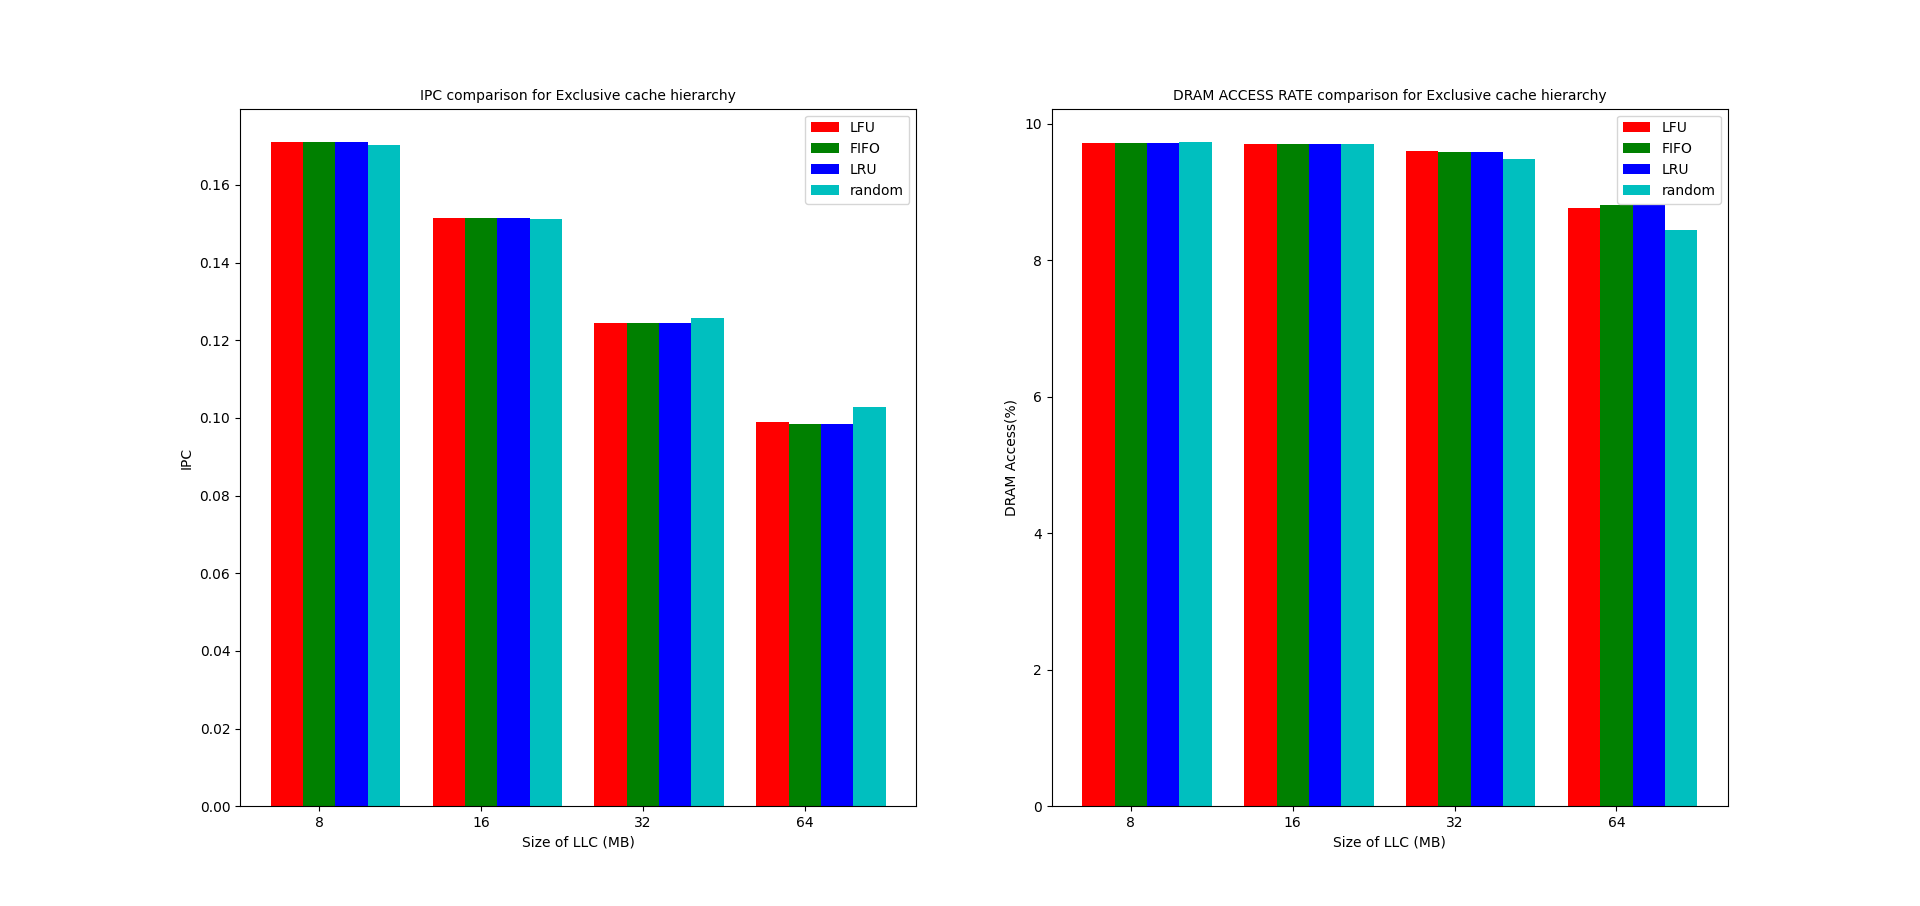 IPC comparison for Exclusive cache hierarchy
LFU
FIFO
LRU
random
0.16
0.14
0.12
0.10
0.08
0.06
0.04
0.02
0.00
IPC
8 16 32 64
Size of LLC (MB)
DRAM ACCESS RATE comparison for Exclusive cache hierarchy
LFU
FIFO
LRU
random
10
8
6
4
2
0
DRAM Access(%)
8 16 32 64
Size of LLC (MB)